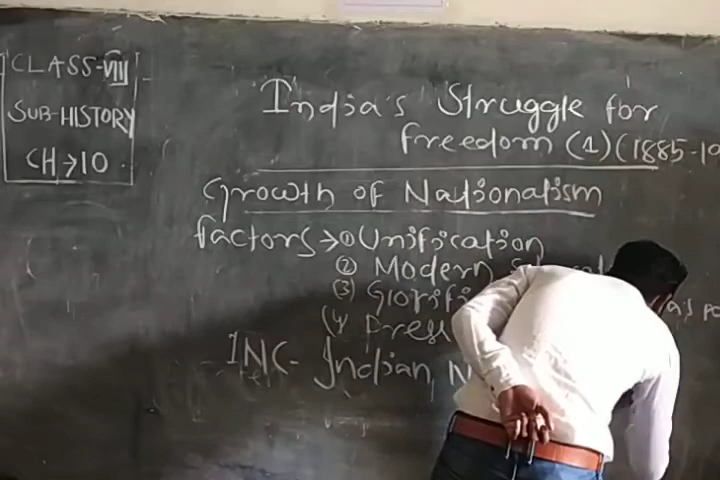 CLASS-VIII
SUB-HISTORY
CH→10
India's Struggle for
freedom (1) (1885-19
Growth of Nationalism
factors→① Unification
② Modern
(3)
(4) Press
INC- Indian N